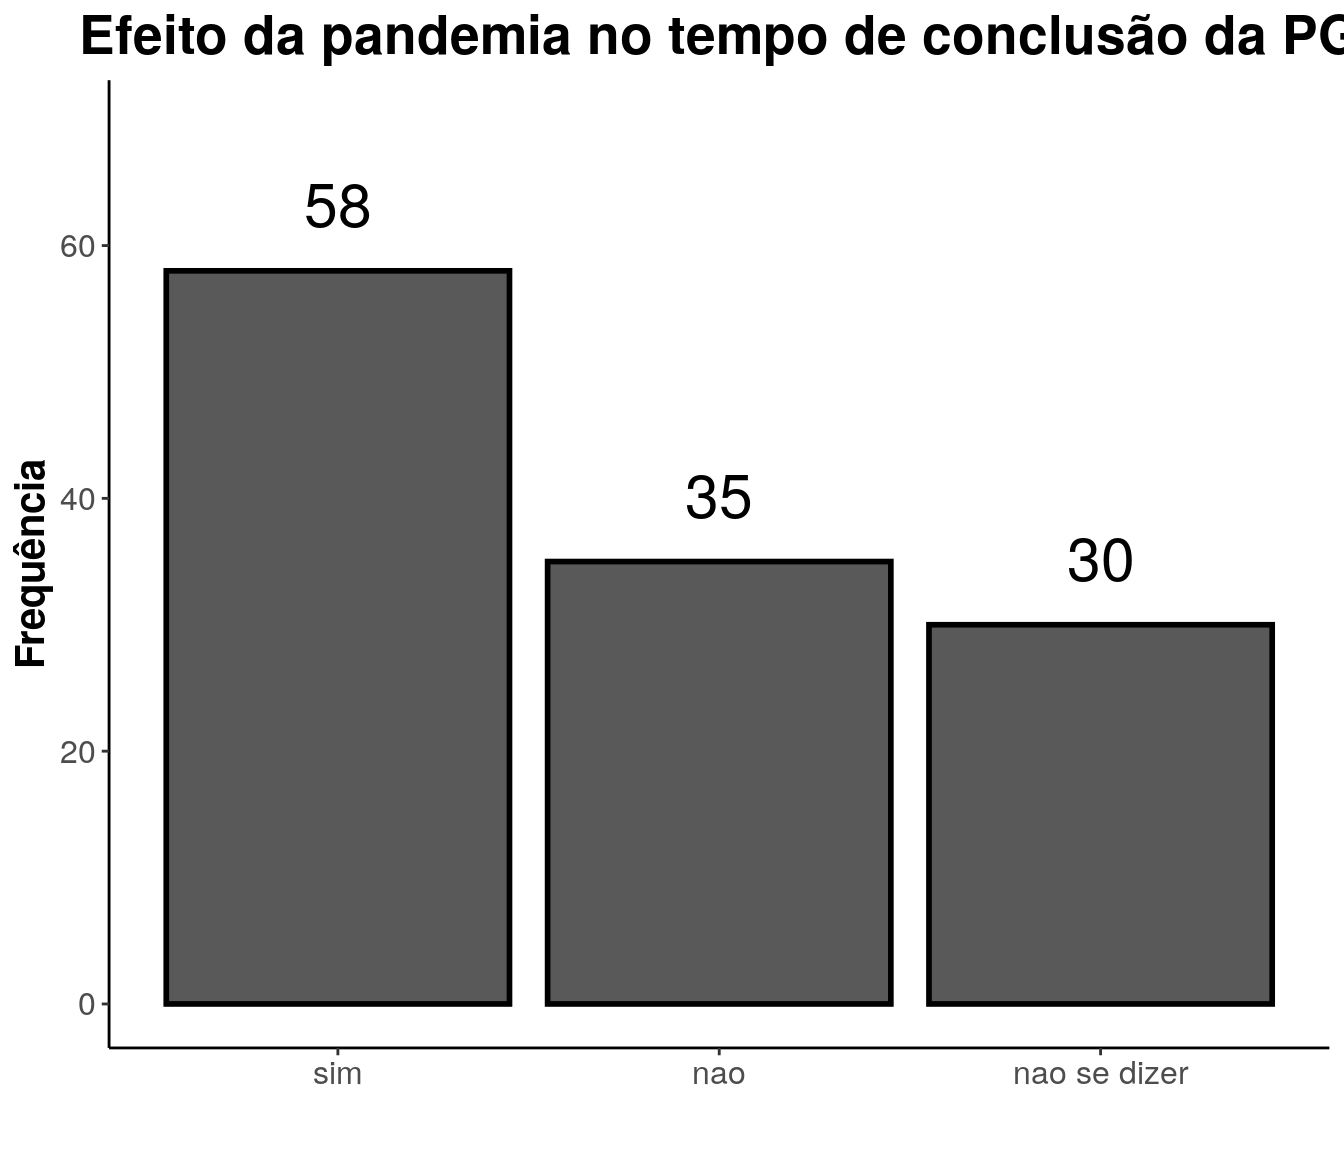 Efeito da pandemia no tempo de conclusão da PG
58
35
30
60
40
20
0
Frequência
sim
nao
nao se dizer